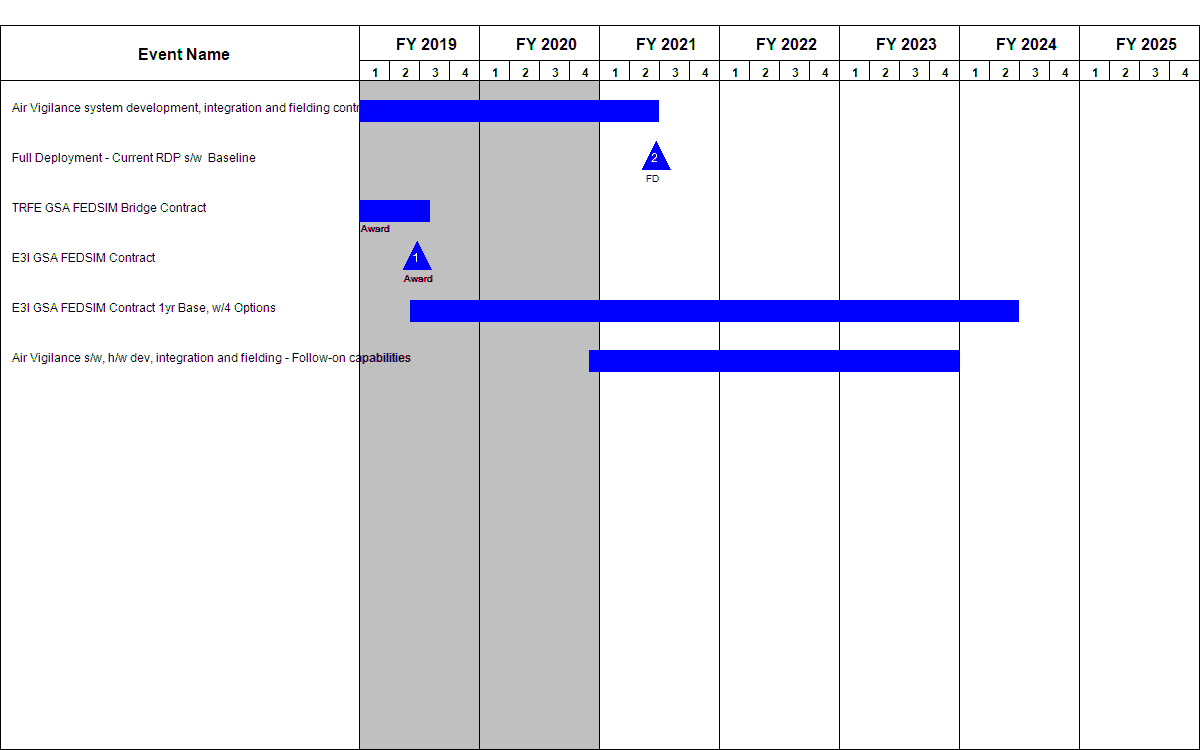 Event Name FY 2019 FY 2020 FY 2021 FY 2022 FY 2023 FY 2024 FY 2025
1 2 3 4 1 2 3 4 1 2 3 4 1 2 3 4 1 2 3 4 1 2 3 4 1 2 3 4
Air Vigilance system development, integration and fielding contr
Full Deployment - Current RDP s/w Baseline
2
FD
TRFE GSA FEDSIM Bridge Contract
Award
E3I GSA FEDSIM Contract
1
Award
E3I GSA FEDSIM Contract 1yr Base, w/4 Options
Air Vigilance s/w, h/w dev, integration and fielding - Follow-on capabilities